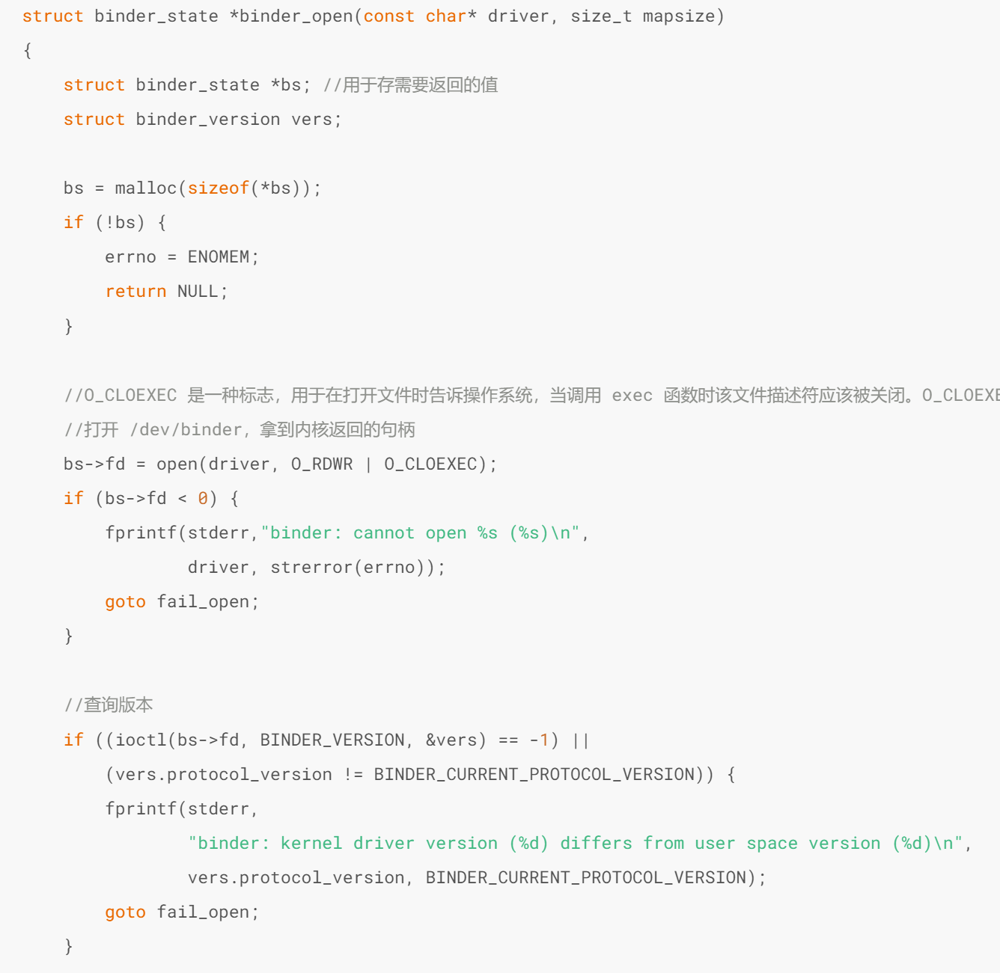 struct binder_state *binder_open(const char* driver, size_t mapsize)
{
    struct binder_state *bs; //用于存需要返回的值
    struct binder_version vers;

    bs = malloc(sizeof(*bs));
    if (!bs) {
        errno = ENOMEM;
        return NULL;
    }

    //O_CLOEXEC 是一种标志，用于在打开文件时告诉操作系统，当调用 exec 函数时该文件描述符应该被关闭。O_CLOEXE
    //打开 /dev/binder，拿到内核返回的句柄
    bs->fd = open(driver, O_RDWR | O_CLOEXEC);
    if (bs->fd < 0) {
        fprintf(stderr,"binder: cannot open %s (%s)\n",
                driver, strerror(errno));
        goto fail_open;
    }

    //查询版本
    if ((ioctl(bs->fd, BINDER_VERSION, &vers) == -1) ||
        (vers.protocol_version != BINDER_CURRENT_PROTOCOL_VERSION)) {
        fprintf(stderr,
                "binder: kernel driver version (%d) differs from user space version (%d)\n",
                vers.protocol_version, BINDER_CURRENT_PROTOCOL_VERSION);
        goto fail_open;
    }